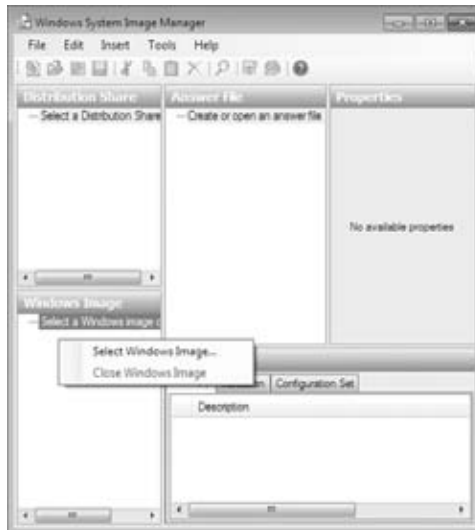 Windows System Image Manager
File Edit Insert Tools Help
Distribution Share
Select a Distribution Share
Answer File
Create or open an answer file
Properties
No available properties
Windows Image
Select a Windows image
Select Windows Image...
Close Windows Image
Configuration Set
Description